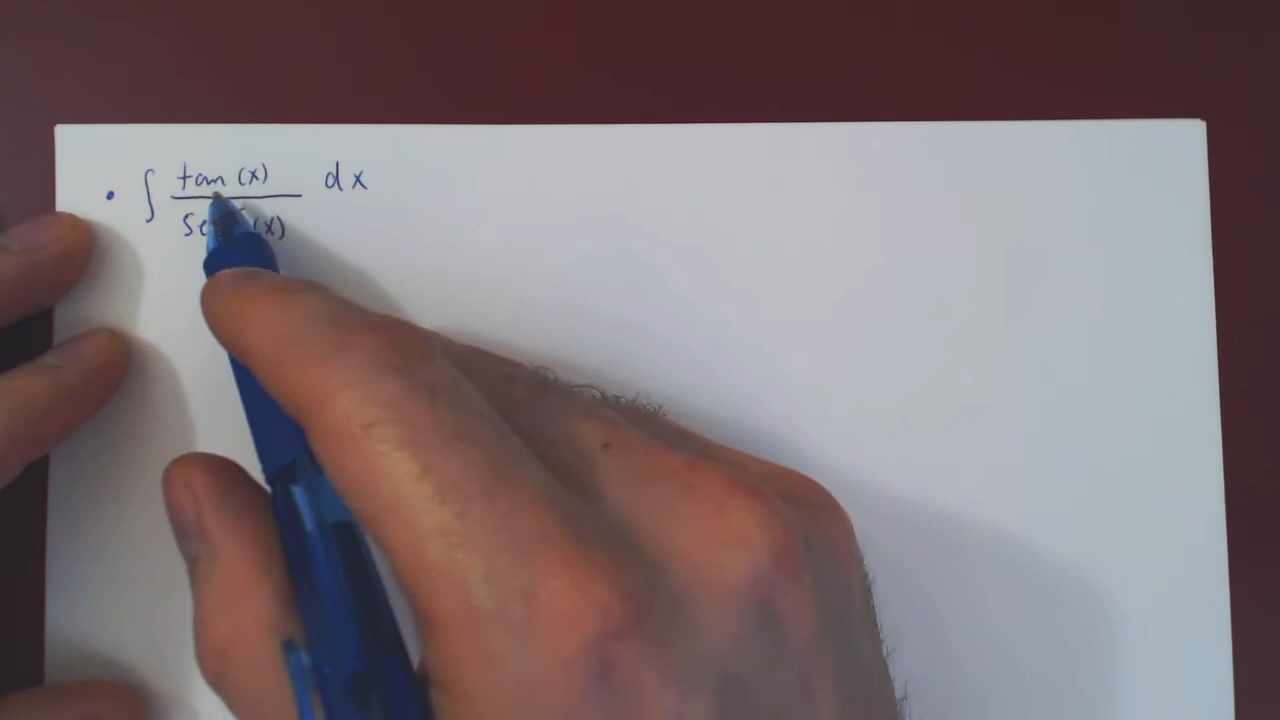 • ∫ tan(x) dx
(x)